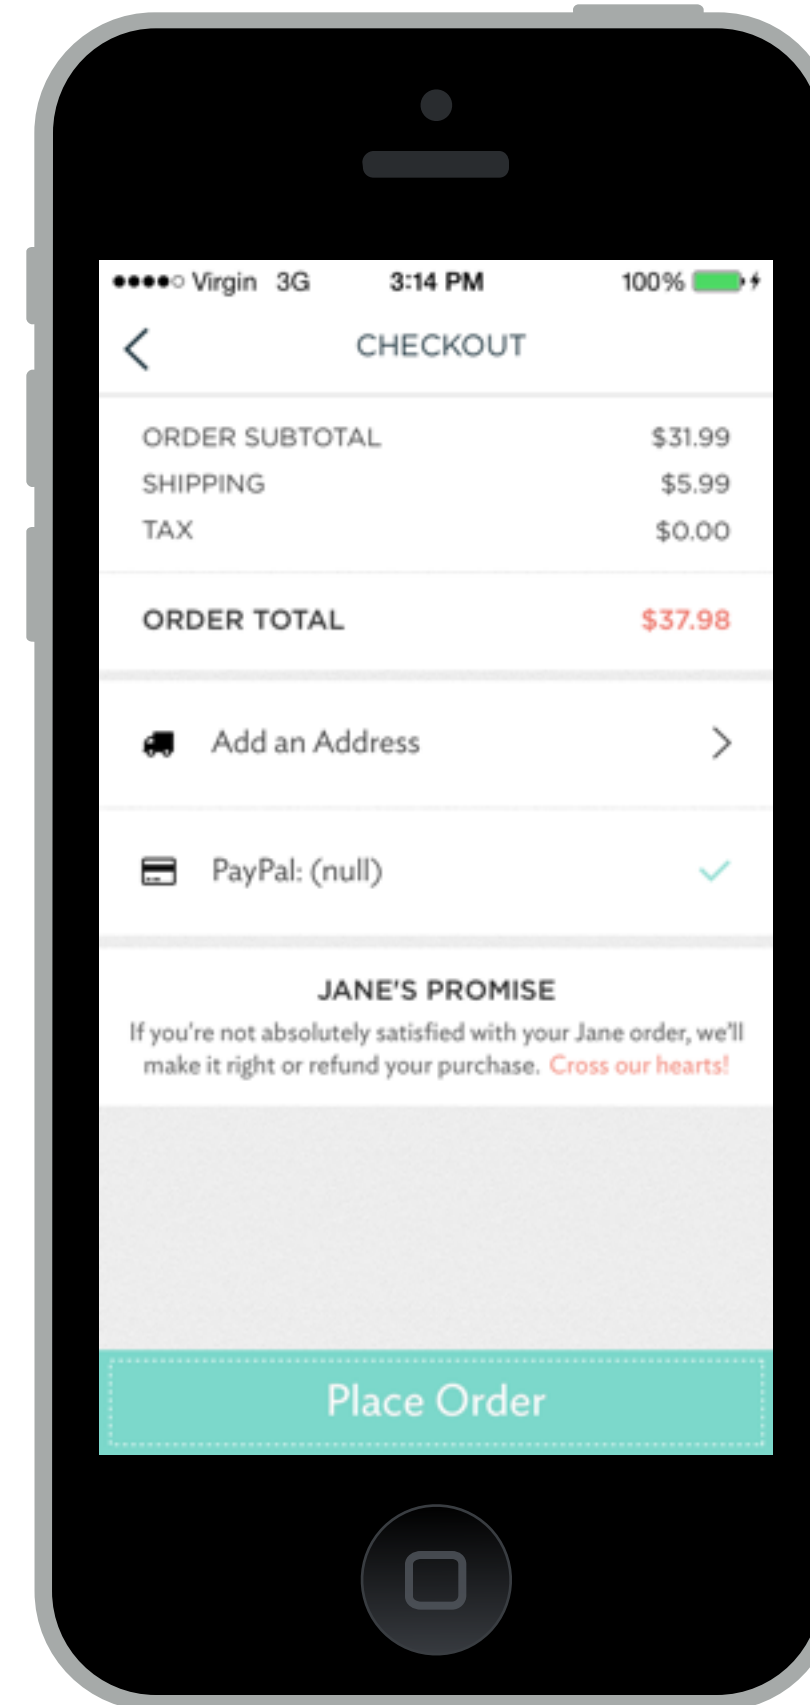 Virgin 3G 3:14 PM 100%
CHECKOUT
ORDER SUBTOTAL $31.99
SHIPPING $5.99
TAX $0.00
ORDER TOTAL $37.98
Add an Address
PayPal: (null)
JANE'S PROMISE
If you're not absolutely satisfied with your Jane order, we'll
make it right or refund your purchase. Cross our hearts!
Place Order